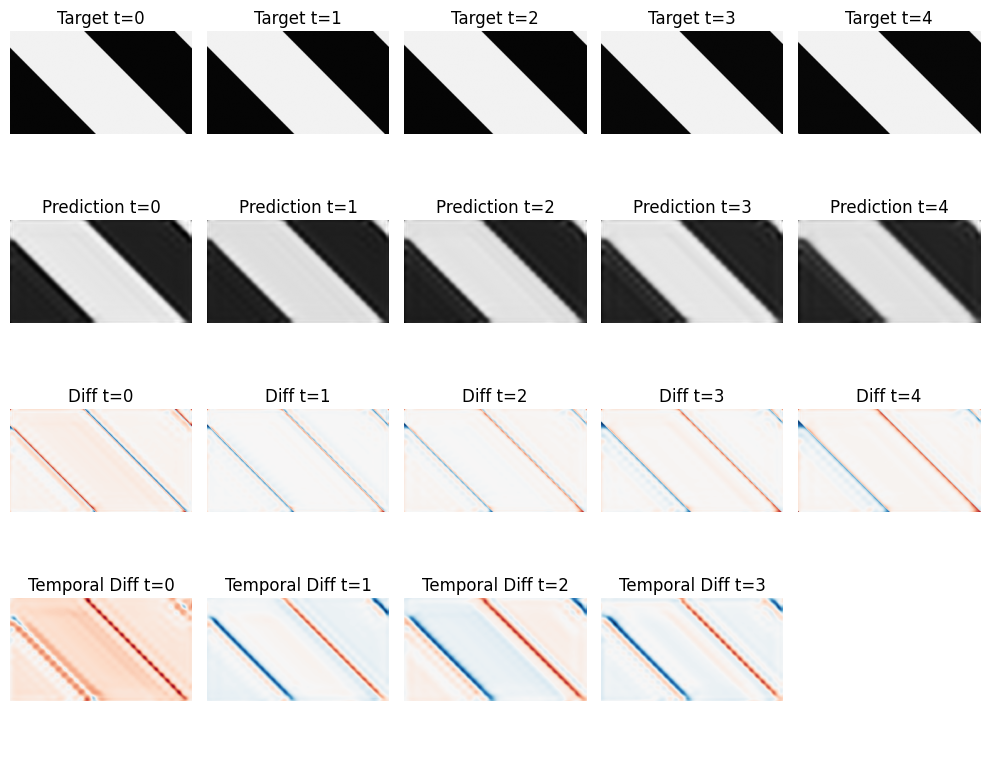 Target t=0 Target t=1 Target t=2 Target t=3 Target t=4
Prediction t=0 Prediction t=1 Prediction t=2 Prediction t=3 Prediction t=4
Diff t=0 Diff t=1 Diff t=2 Diff t=3 Diff t=4
Temporal Diff t=0 Temporal Diff t=1 Temporal Diff t=2 Temporal Diff t=3